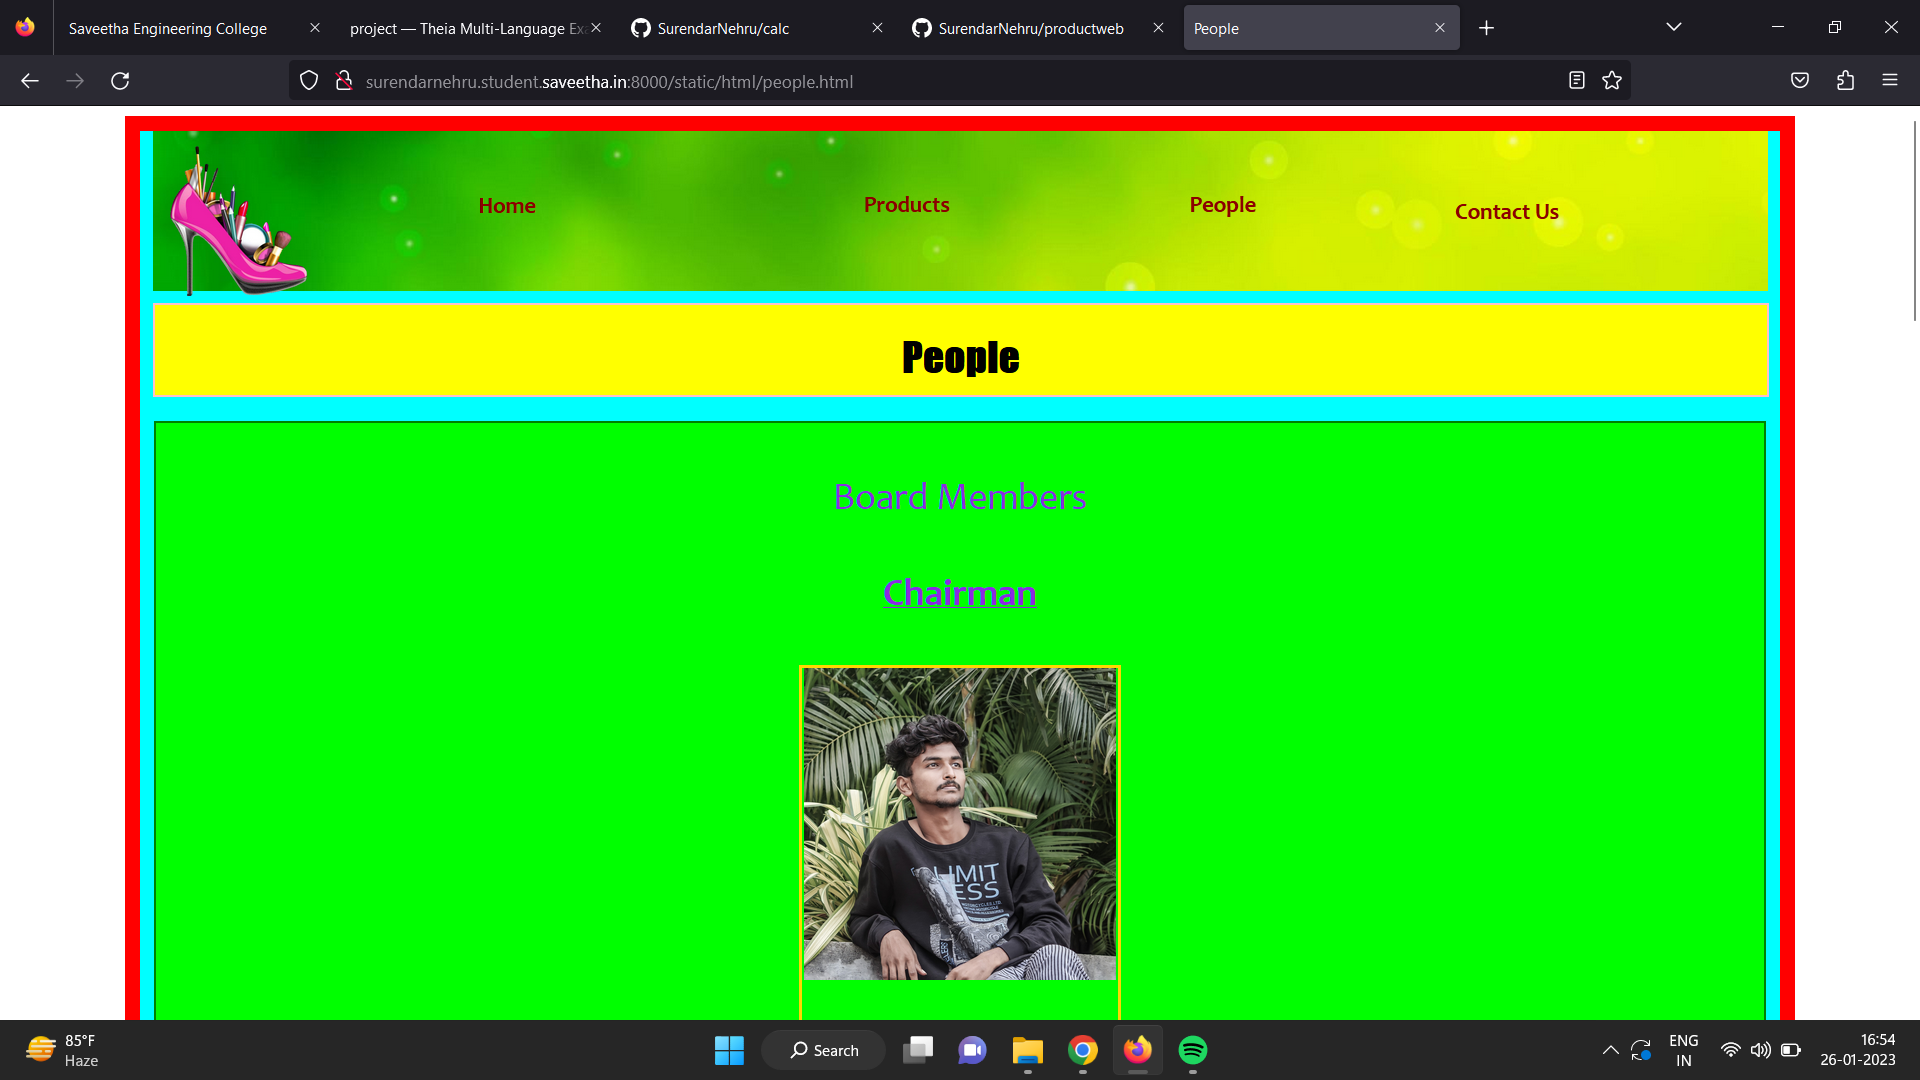 Saveetha Engineering College
project — Theia Multi-Language Exa
SurendarNehru/calc
SurendarNehru/productweb
People
surendarnehru.student.saveetha.in:8000/static/html/people.html
Home
Products
People
Contact Us
People
Board Members
Chairman
LIMIT
ESS
85°F
Haze
Search
ENG
IN
16:54
26-01-2023